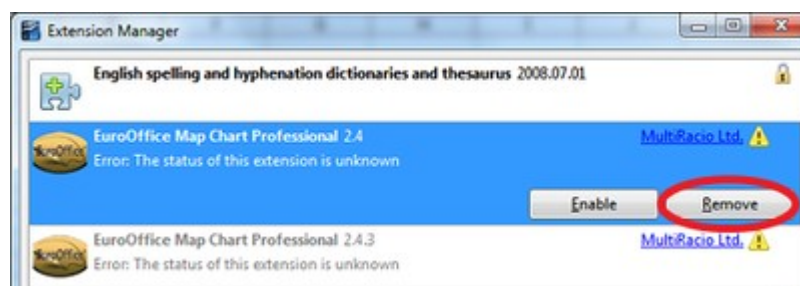 Extension Manager
English spelling and hyphenation dictionaries and thesaurus 2008.07.01
EuroOffice Map Chart Professional 2.4 MultiRacio Ltd.
Error: The status of this extension is unknown
Enable Remove
EuroOffice Map Chart Professional 2.4.3 MultiRacio Ltd.
Error: The status of this extension is unknown